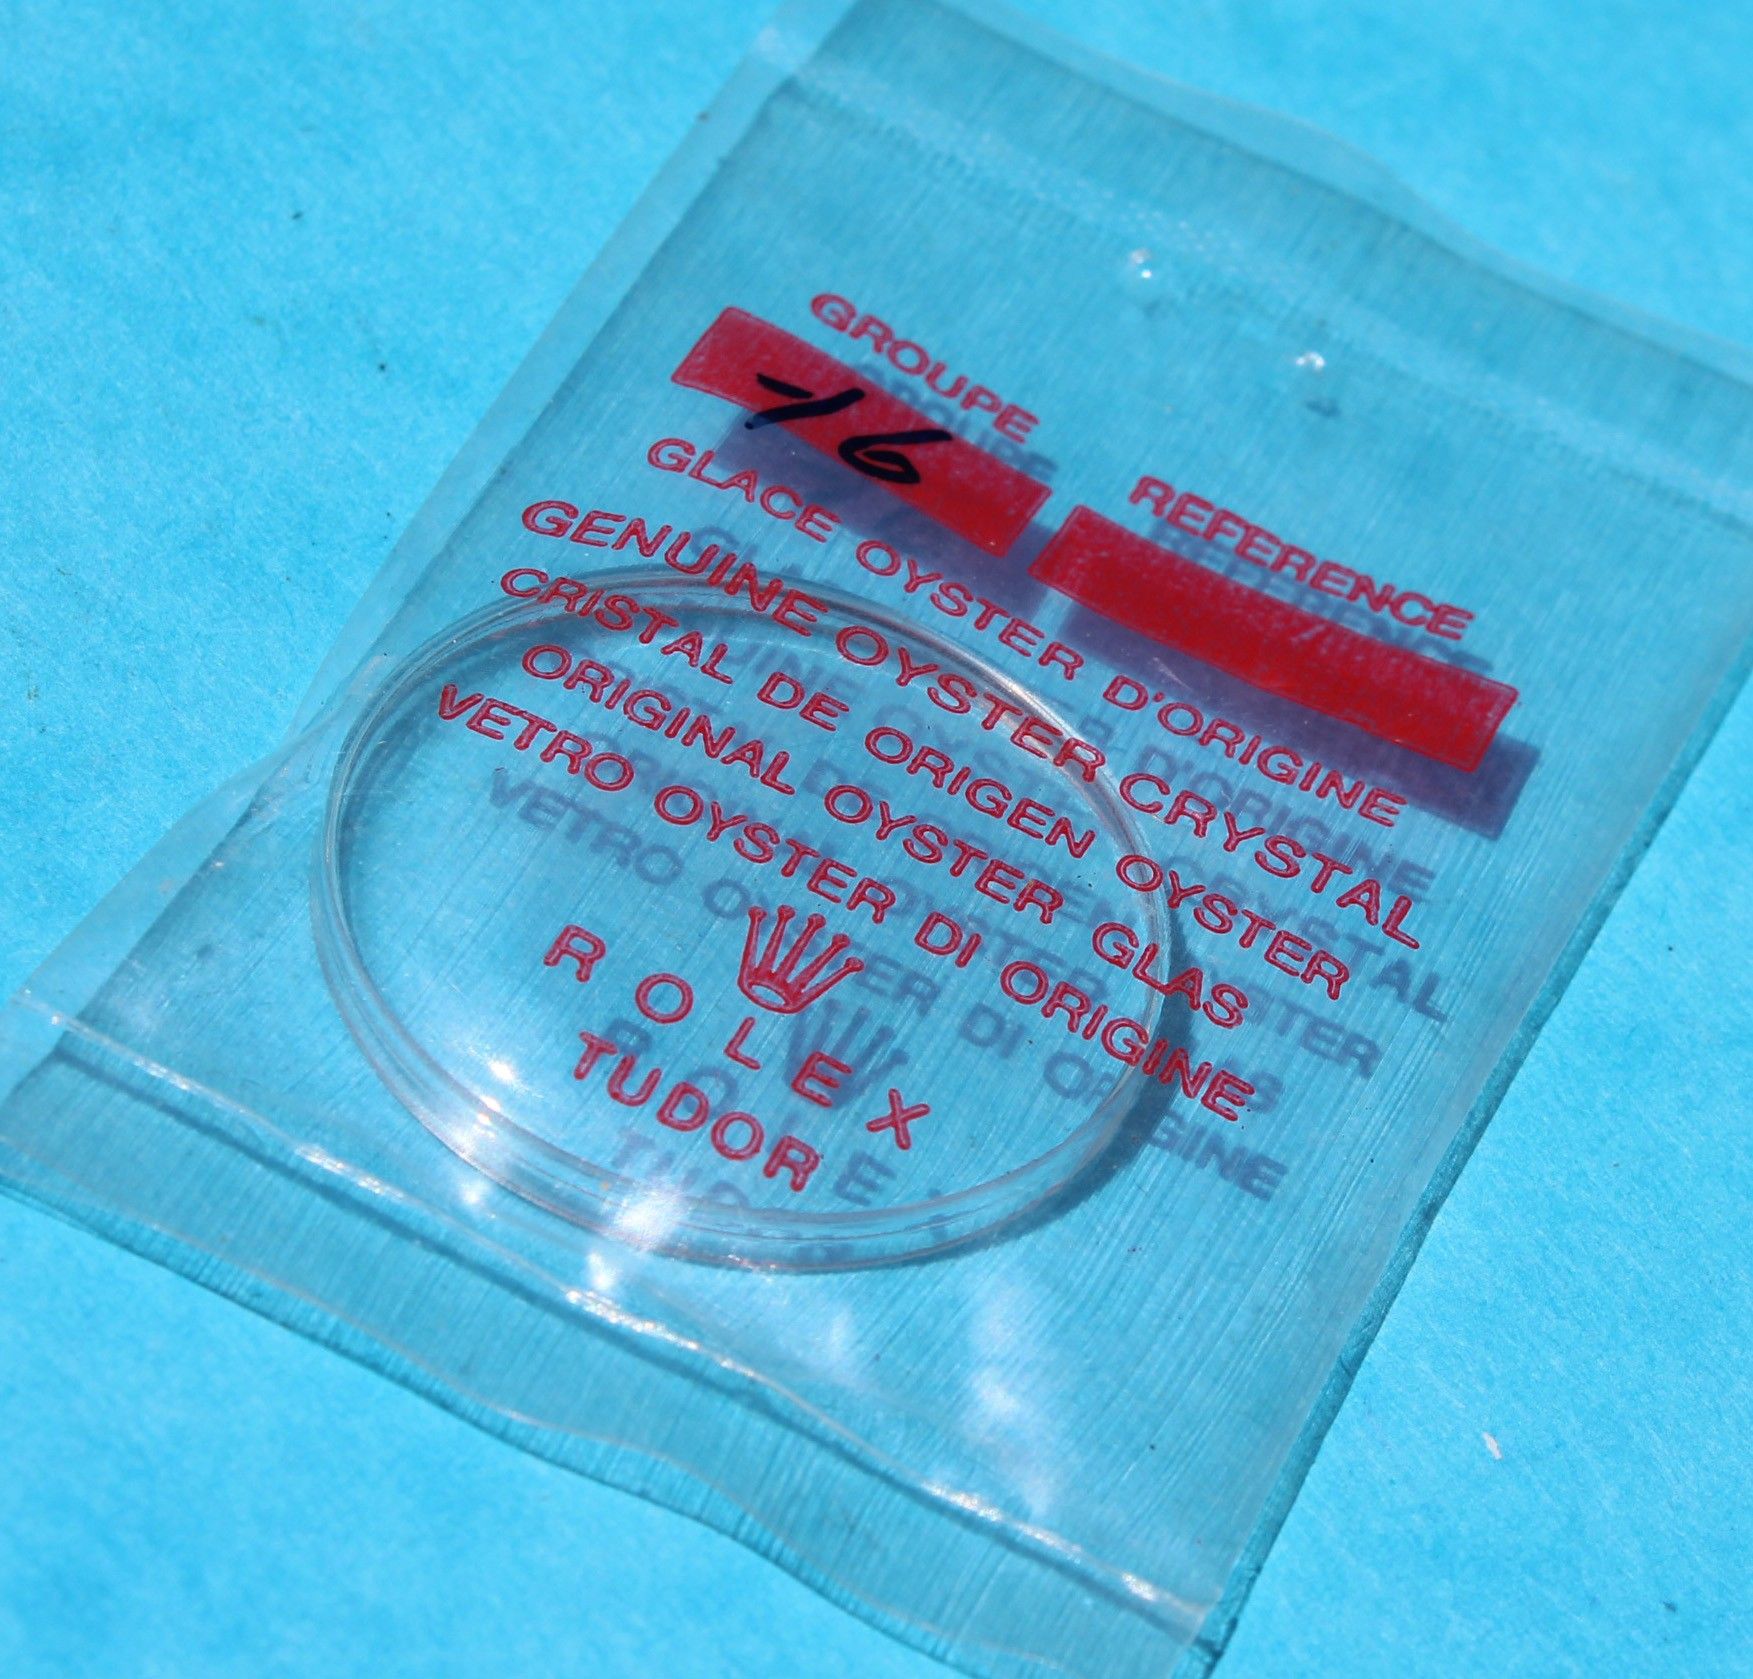 GROUPE
76
REFERENCE
GLACE OYSTER D'ORIGINE
GENUINE OYSTER CRYSTAL
CRISTAL DE ORIGEN OYSTER
ORIGINAL OYSTER GLAS
VETRO OYSTER DI ORIGINE
ROLEX
TUDOR